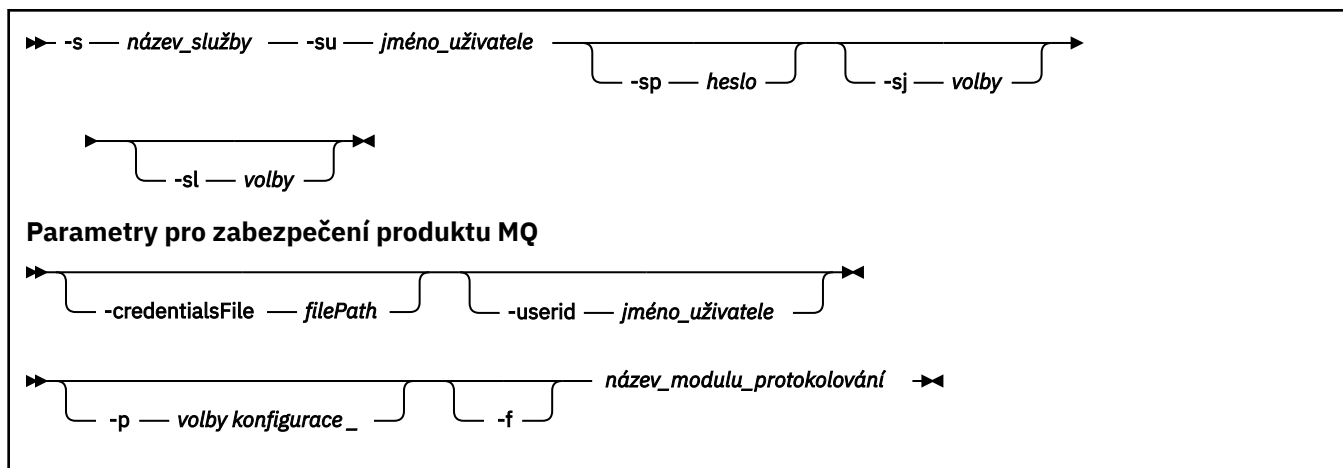 -s název_služby -su jméno_uživatele
-sp heslo -sj volby
-sl volby
Parametry pro zabezpečení produktu MQ
-credentialsFile filePath -userid jméno_uživatele
název_modulu_protokolování
-p volby konfigurace _ -f